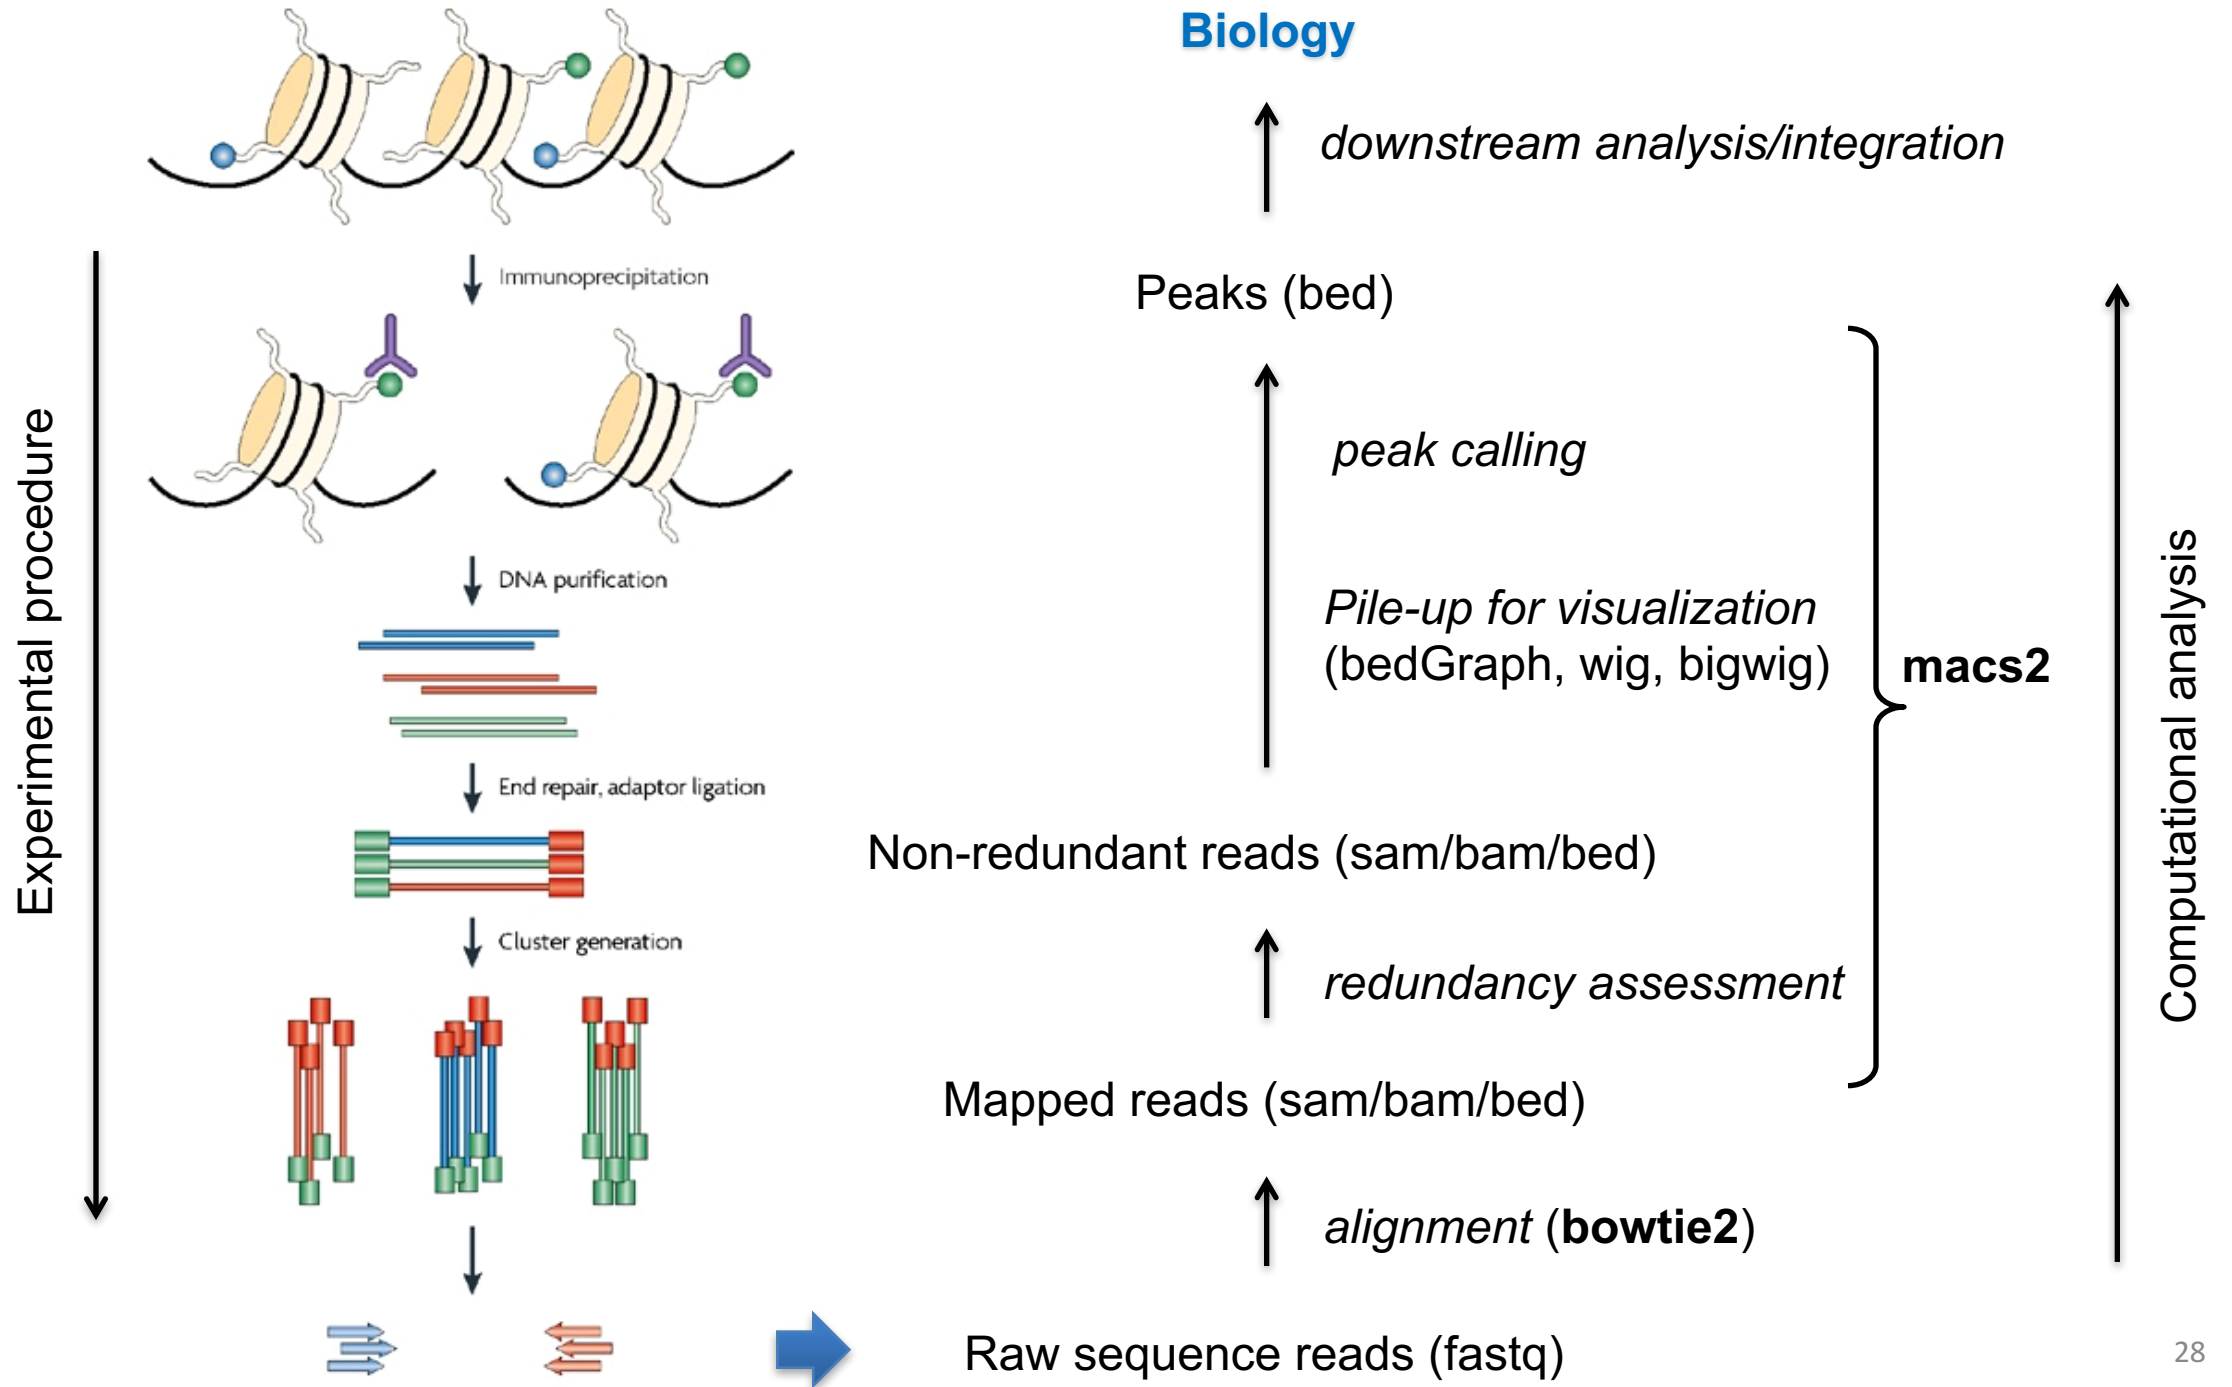 Experimental procedure
Immunoprecipitation
DNA purification
End repair, adaptor ligation
Cluster generation
Biology
downstream analysis/integration
Peaks (bed)
peak calling
Pile-up for visualization
(bedGraph, wig, bigwig)
macs2
Non-redundant reads (sam/bam/bed)
redundancy assessment
Mapped reads (sam/bam/bed)
alignment (bowtie2)
Raw sequence reads (fastq)
Computational analysis
28